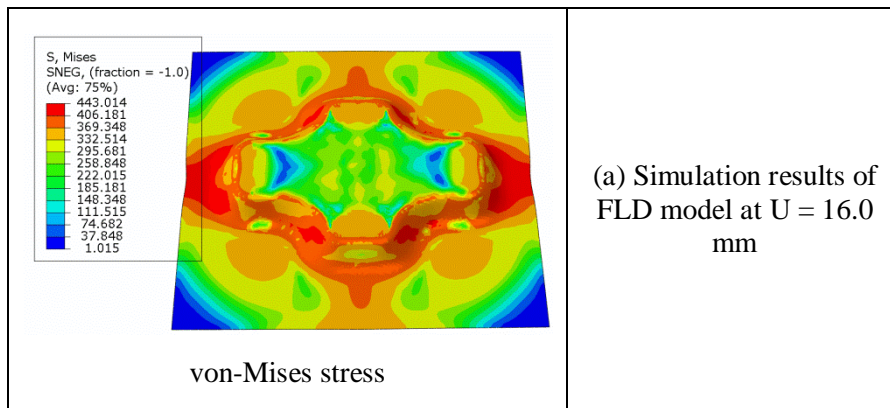 S, Mises
SNEG, (fraction = -1.0)
(Avg: 75%)
443.014
406.181
369.348
332.514
295.681
258.848
222.015
185.181
148.348
111.515
74.682
37.848
1.015
von-Mises stress
(a) Simulation results of
FLD model at U = 16.0
mm